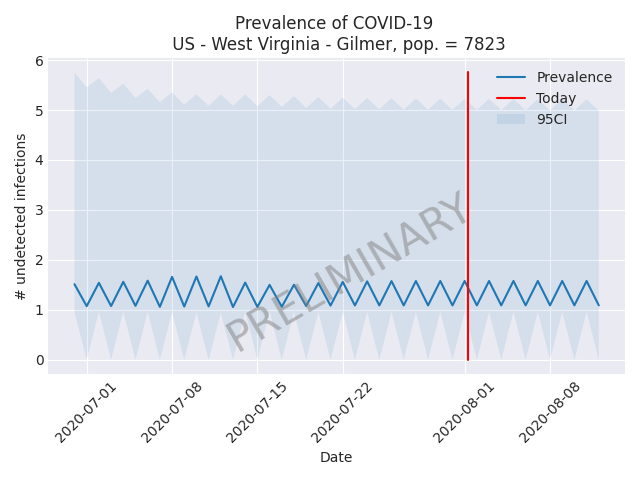 Prevalence of COVID-19
US - West Virginia - Gilmer, pop. = 7823
6
5
4
3
2
1
0
# undetected infections
Prevalence
Today
95CI
PRELIMINARY
2020-07-01
2020-07-08
2020-07-15
2020-07-22
2020-08-01
2020-08-08
Date